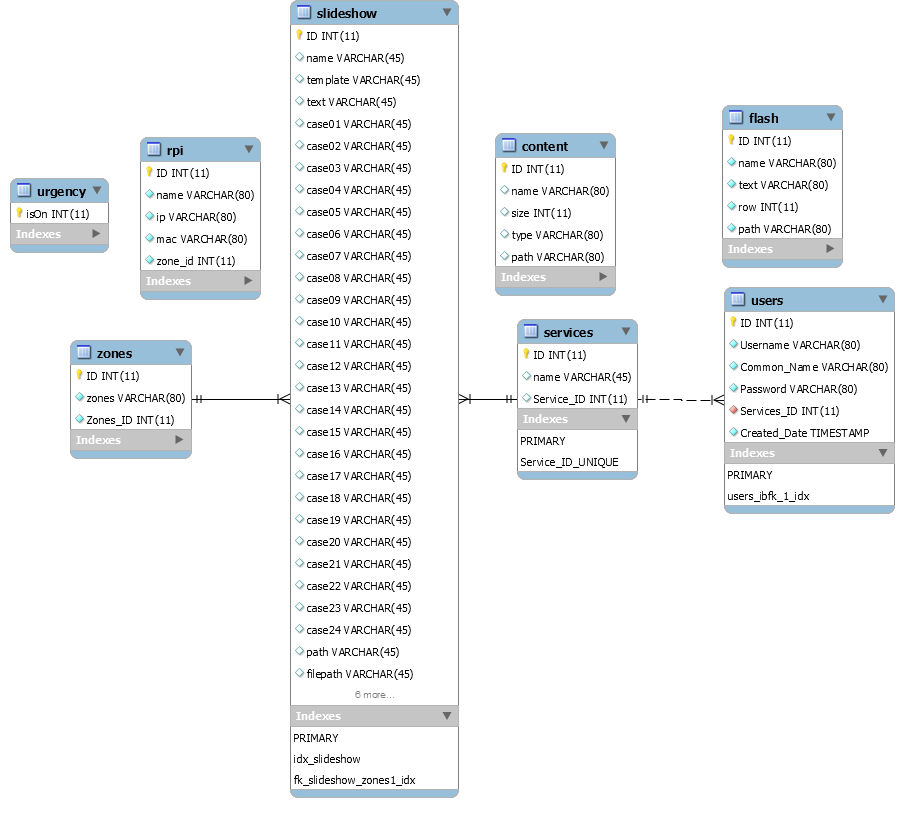 slideshow
ID INT(11)
name VARCHAR(45)
template VARCHAR(45)
text VARCHAR(45)
case01 VARCHAR(45)
case02 VARCHAR(45)
case03 VARCHAR(45)
case04 VARCHAR(45)
case05 VARCHAR(45)
case06 VARCHAR(45)
case07 VARCHAR(45)
case08 VARCHAR(45)
case09 VARCHAR(45)
case10 VARCHAR(45)
case11 VARCHAR(45)
case12 VARCHAR(45)
case13 VARCHAR(45)
case14 VARCHAR(45)
case15 VARCHAR(45)
case16 VARCHAR(45)
case17 VARCHAR(45)
case18 VARCHAR(45)
case19 VARCHAR(45)
case20 VARCHAR(45)
case21 VARCHAR(45)
case22 VARCHAR(45)
case23 VARCHAR(45)
case24 VARCHAR(45)
path VARCHAR(45)
filepath VARCHAR(45)
6 more...
Indexes
PRIMARY
idx_slideshow
fk_slideshow_zones1_idx
urgency
isOn INT(11)
Indexes
rpi
ID INT(11)
name VARCHAR(80)
ip VARCHAR(80)
mac VARCHAR(80)
zone_id INT(11)
Indexes
zones
ID INT(11)
zones VARCHAR(80)
Zones_ID INT(11)
Indexes
content
ID INT(11)
name VARCHAR(80)
size INT(11)
type VARCHAR(80)
path VARCHAR(80)
Indexes
services
ID INT(11)
name VARCHAR(45)
Service_ID INT(11)
Indexes
PRIMARY
Service_ID_UNIQUE
flash
ID INT(11)
name VARCHAR(80)
text VARCHAR(80)
row INT(11)
path VARCHAR(80)
Indexes
users
ID INT(11)
Username VARCHAR(80)
Common_Name VARCHAR(80)
Password VARCHAR(80)
Services_ID INT(11)
Created_Date TIMESTAMP
Indexes
PRIMARY
users_ibfk_1_idx